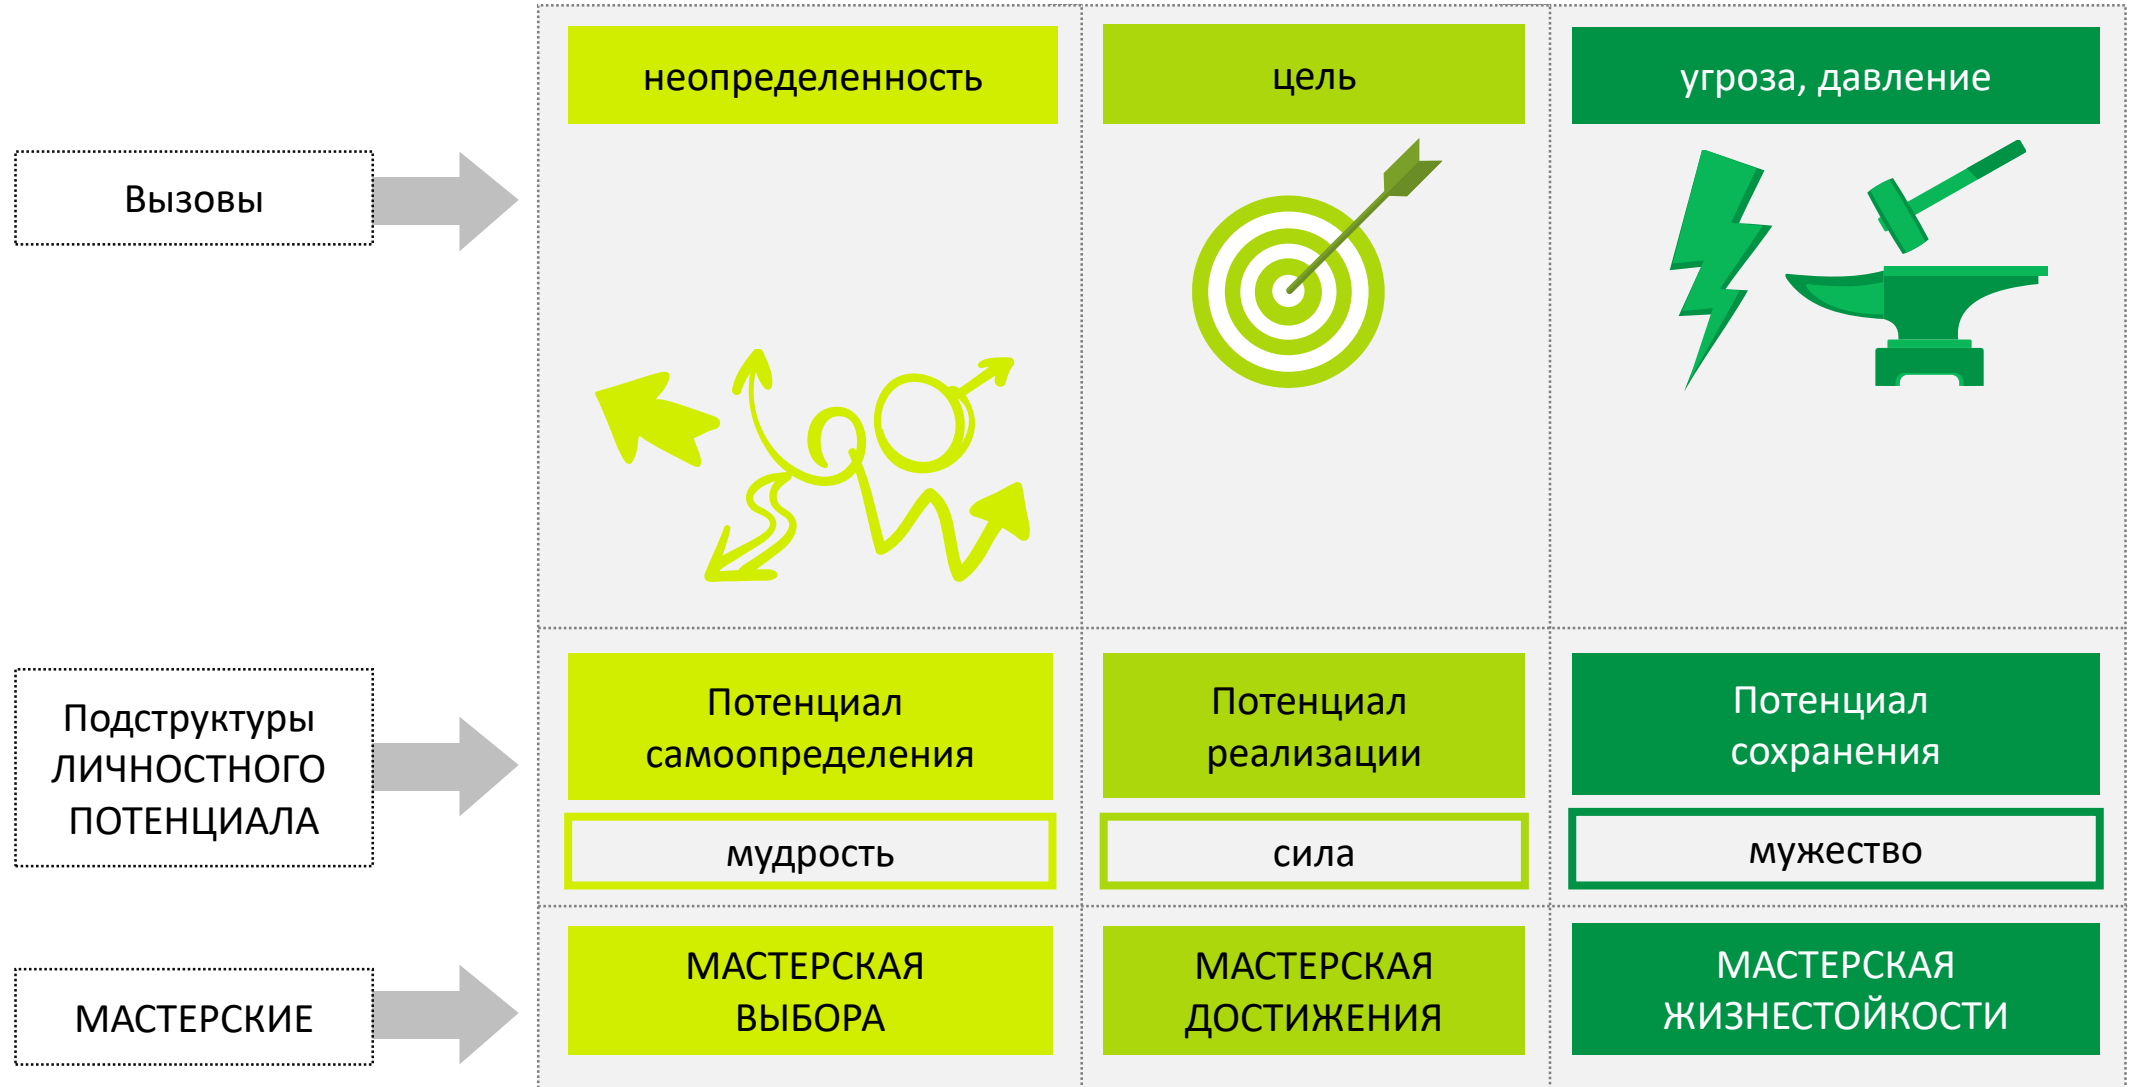 неопределенность
цель
угроза, давление
Вызовы
Подструктуры
ЛИЧНОСТНОГО
ПОТЕНЦИАЛА
Потенциал
самоопределения
Потенциал
реализации
Потенциал
сохранения
мудрость
сила
мужество
МАСТЕРСКИЕ
МАСТЕРСКАЯ
ВЫБОРА
МАСТЕРСКАЯ
ДОСТИЖЕНИЯ
МАСТЕРСКАЯ
ЖИЗНЕСТОЙКОСТИ